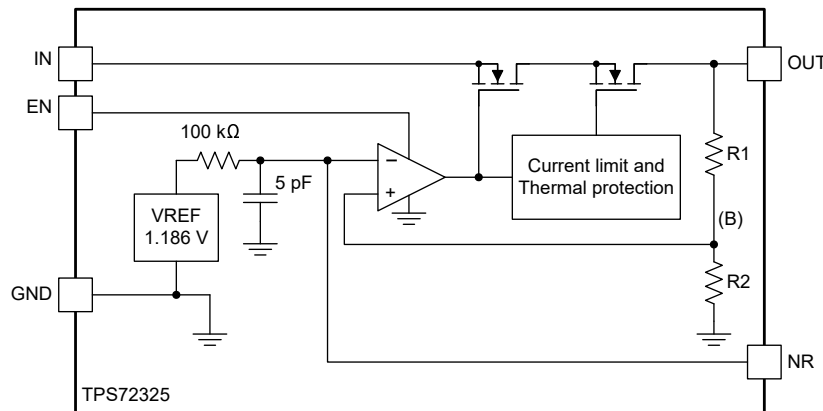 IN
OUT
EN
100 kΩ
−
+
5 pF
Current limit and
Thermal protection
R1
(B)
VREF
1.186 V
R2
GND
NR
TPS72325